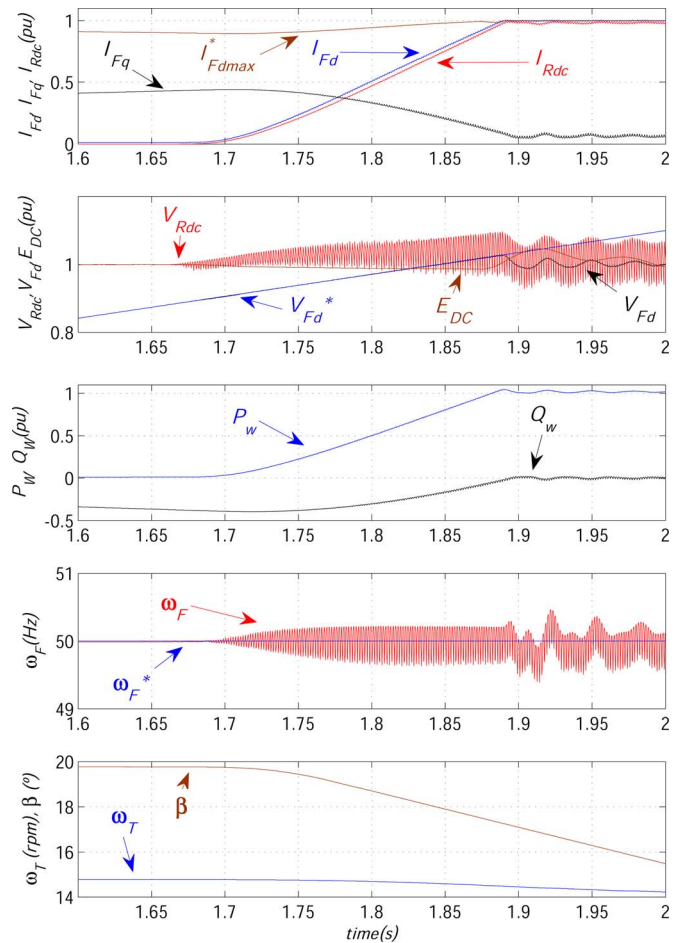 I_Fd I_Fq, I_Rdc (pu)
1
0.5
0
I_Fq
I*_Fdmax
I_Fd
I_Rdc
1.6 1.65 1.7 1.75 1.8 1.85 1.9 1.95 2
V_Rdc V_Fd E_DC (pu)
1
0.8
V_Rdc
V_Fd*
E_DC
V_Fd
1.6 1.65 1.7 1.75 1.8 1.85 1.9 1.95 2
P_W Q_W (pu)
1
0.5
0
-0.5
P_w
Q_w
1.6 1.65 1.7 1.75 1.8 1.85 1.9 1.95 2
ω_F (Hz)
51
50
49
ω_F
ω_F*
1.6 1.65 1.7 1.75 1.8 1.85 1.9 1.95 2
ω_T (rpm), β (º)
20
18
16
14
ω_T
β
1.6 1.65 1.7 1.75 1.8 1.85 1.9 1.95 2
time(s)